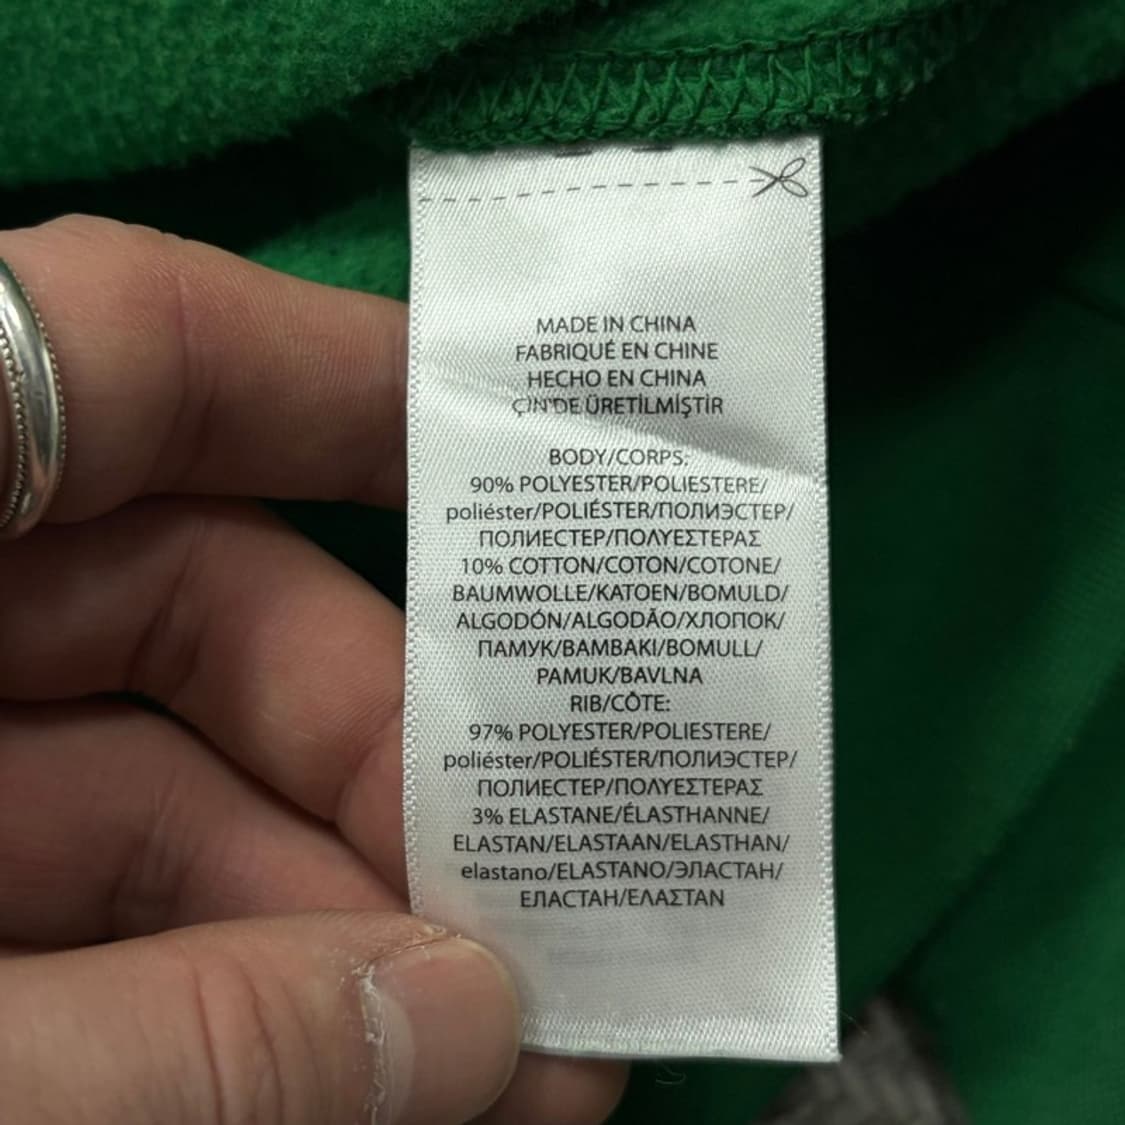 MADE IN CHINA
FABRIQUÉ EN CHINE
HECHO EN CHINA
ÇİN'DE ÜRETİLMİŞTİR
BODY/CORPS:
90% POLYESTER/POLIESTERE/
poliéster/POLIÉSTER/ПОЛИЭСТЕР/
ПОЛИЕСТЕР/ΠΟΛΥΕΣΤΕΡΑΣ
10% COTTON/COTON/COTONE/
BAUMWOLLE/KATOEN/BOMULD/
ALGODÓN/ALGODÃO/ХЛОПОК/
ПАМУК/ΒΑΜΒΑΚΙ/BOMULL/
PAMUK/BAVLNA
RIB/CÔTE:
97% POLYESTER/POLIESTERE/
poliéster/POLIÉSTER/ПОЛИЭСТЕР/
ПОЛИЕСТЕР/ΠΟΛΥΕΣΤΕΡΑΣ
3% ELASTANE/ÉLASTHANNE/
ELASTAN/ELASTAAN/ELASTHAN/
elastano/ELASTANO/ЭЛАСТАН/
ЕЛАСТАН/ΕΛΑΣΤΑΝ